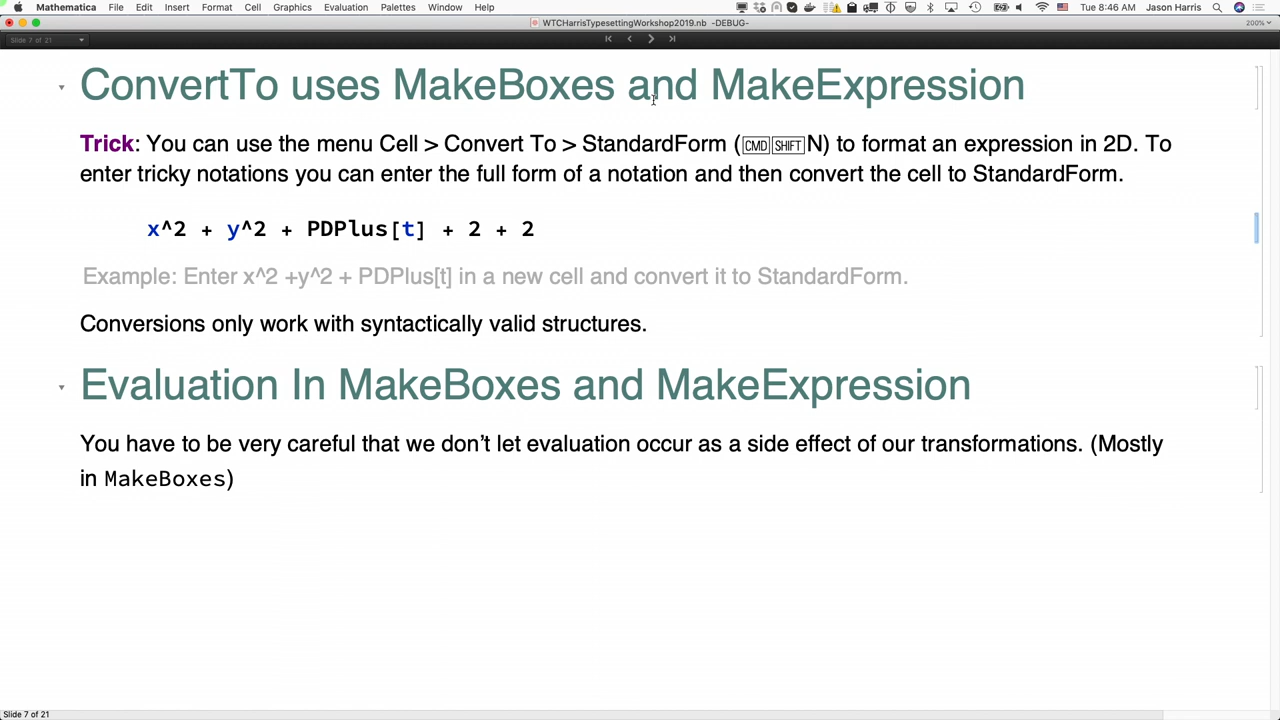 Mathematica File Edit Insert Format Cell Graphics Evaluation Palettes Window Help Tue 8:46 AM Jason Harris
WTCHarrisTypesettingWorkshop2019.nb -DEBUG- 200%
Slide 7 of 21
ConvertTo uses MakeBoxes and MakeExpression
Trick: You can use the menu Cell > Convert To > StandardForm (CMD SHIFT N) to format an expression in 2D. To
enter tricky notations you can enter the full form of a notation and then convert the cell to StandardForm.
x^2 + y^2 + PDPlus[t] + 2 + 2
Example: Enter x^2 +y^2 + PDPlus[t] in a new cell and convert it to StandardForm.
Conversions only work with syntactically valid structures.
Evaluation In MakeBoxes and MakeExpression
You have to be very careful that we don't let evaluation occur as a side effect of our transformations. (Mostly
in MakeBoxes)
Slide 7 of 21